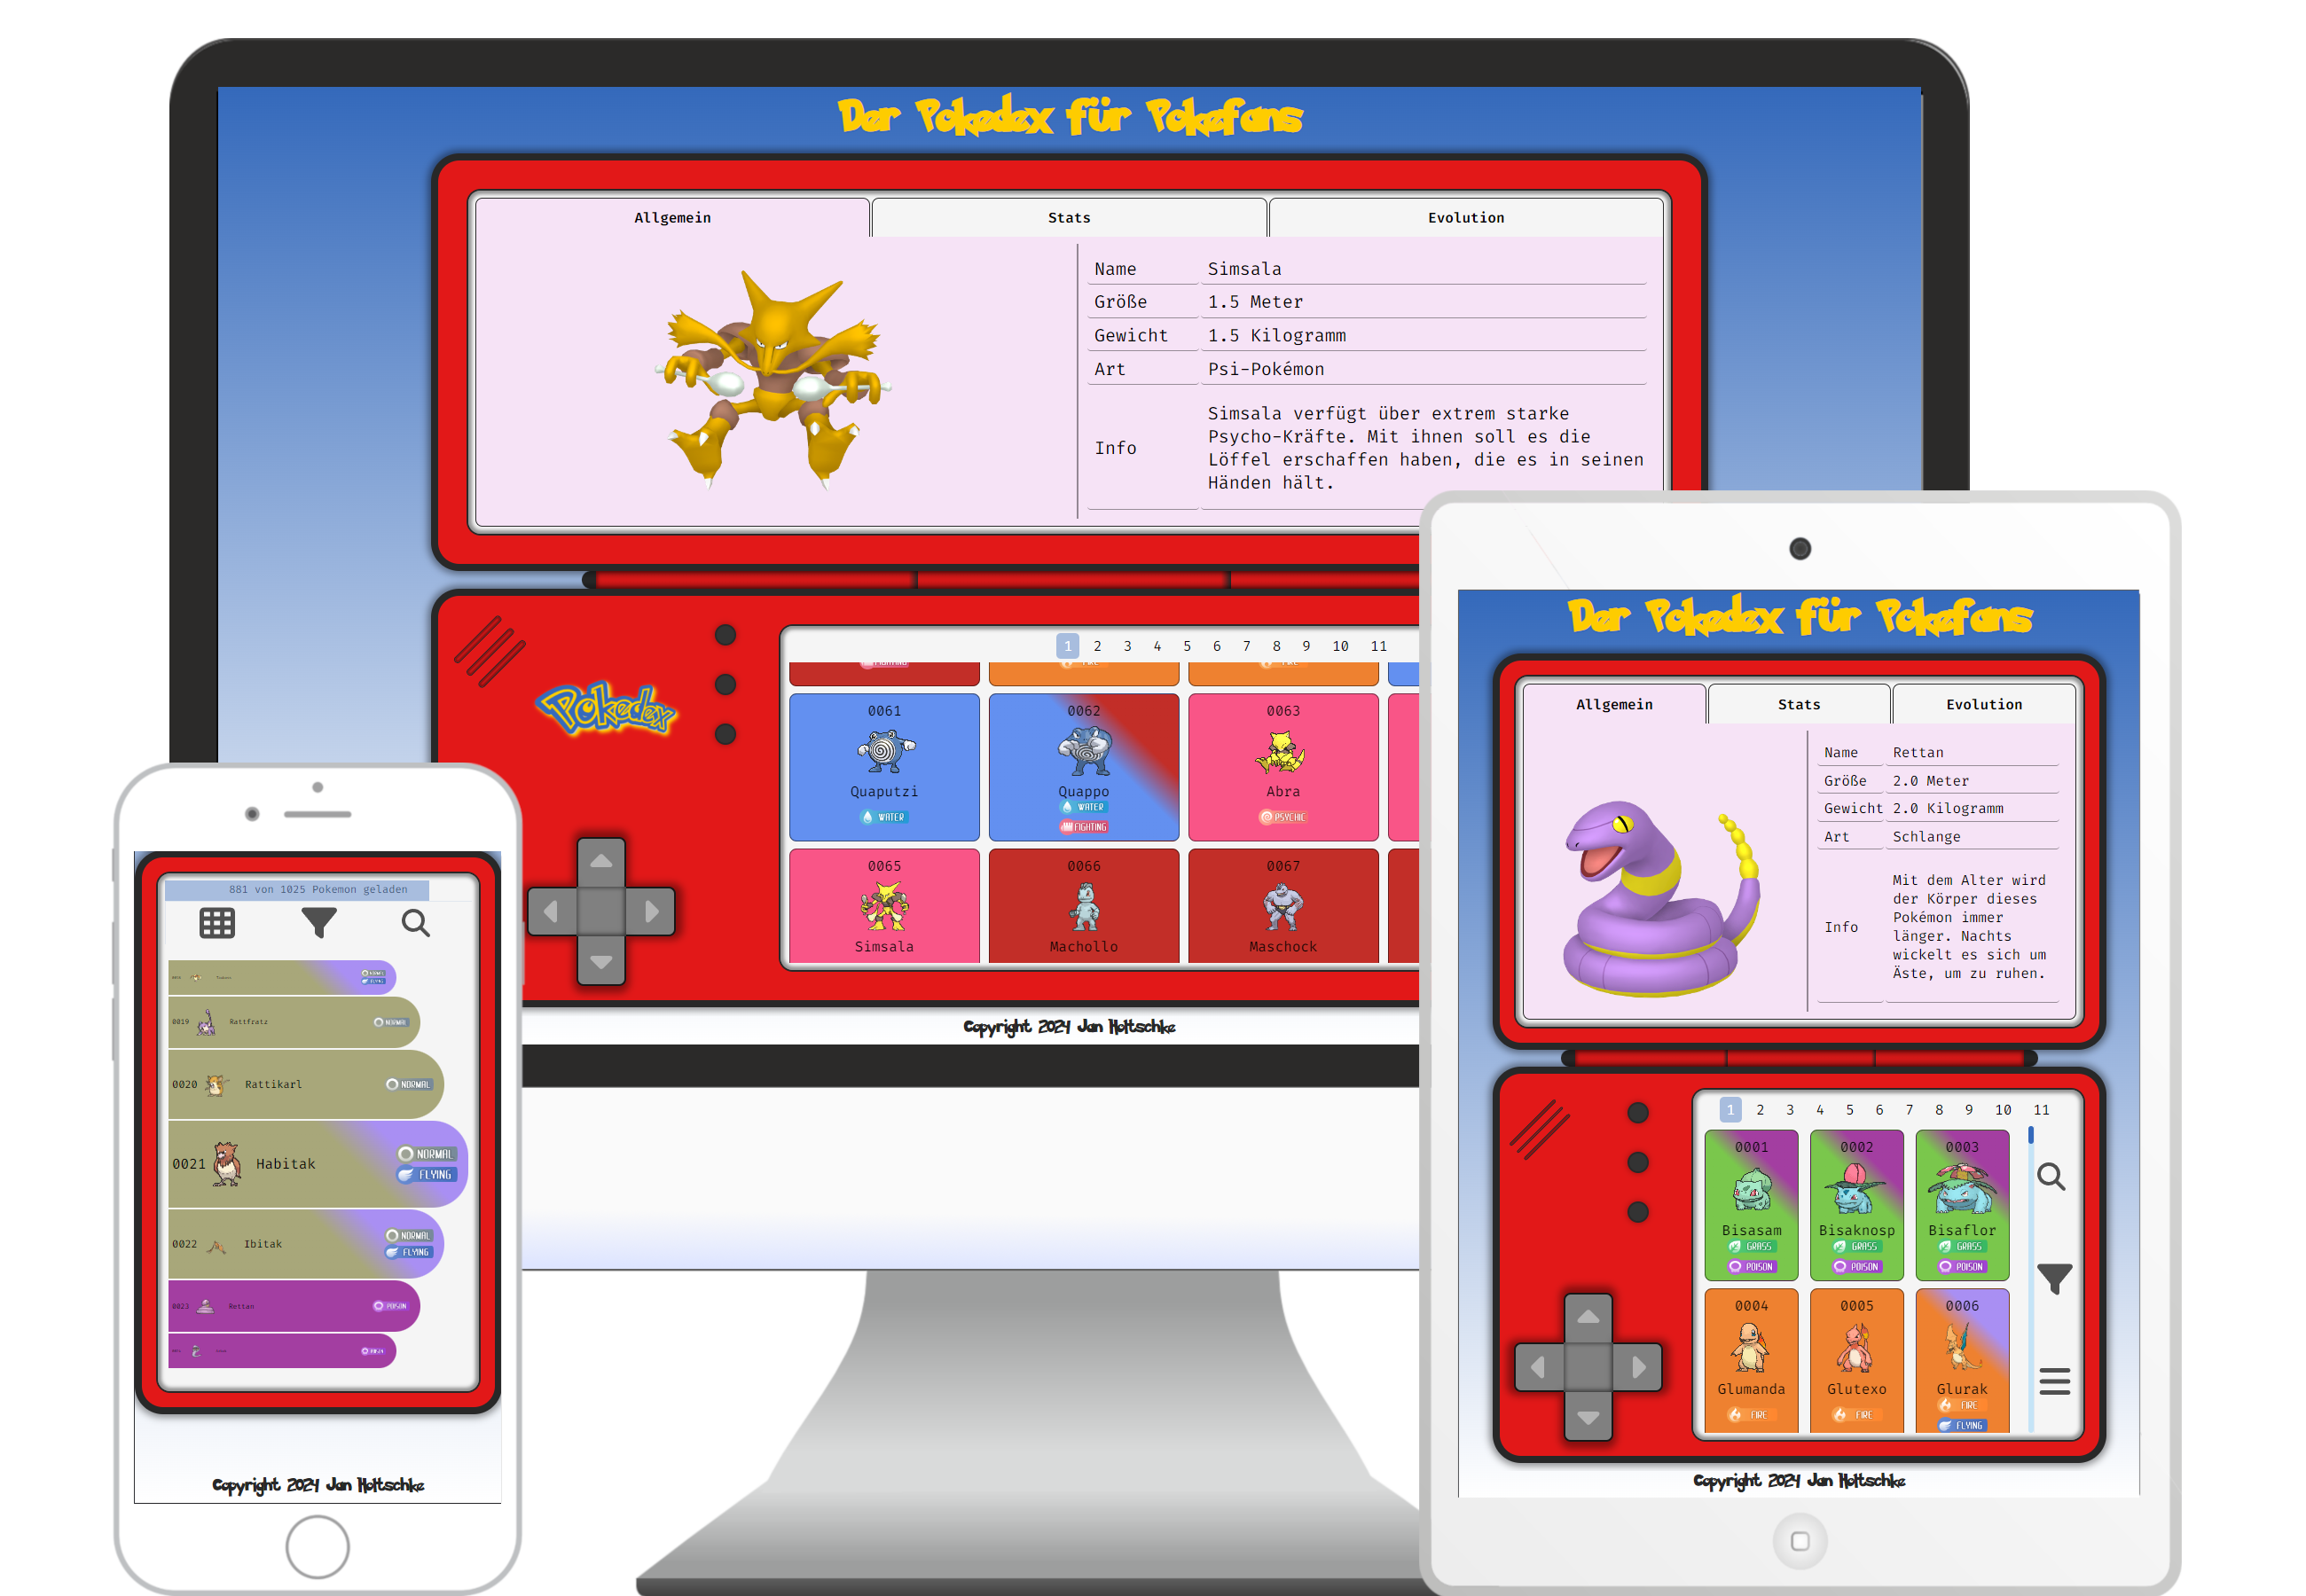 Der Pokedex für Pokefans
Allgemein Stats Evolution
Name Simsala
Größe 1.5 Meter
Gewicht 1.5 Kilogramm
Art Psi-Pokémon
Info Simsala verfügt über extrem starke
Psycho-Kräfte. Mit ihnen soll es die
Löffel erschaffen haben, die es in seinen
Händen hält.
Pokedex
1 2 3 4 5 6 7 8 9 10 11
FIGHTING FIRE FIRE
0061 0062 0063
Quaputzi Quappo Abra
WATER WATER PSYCHIC
FIGHTING
0065 0066 0067
Simsala Machollo Maschock
Copyright 2024 Jan Holtschke
881 von 1025 Pokemon geladen
NORMAL
FLYING
0019 Rattfratz NORMAL
0020 Rattikarl NORMAL
0021 Habitak NORMAL
FLYING
0022 Ibitak NORMAL
FLYING
0023 Rettan POISON
POISON
Copyright 2024 Jan Holtschke
Der Pokedex für Pokefans
Allgemein Stats Evolution
Name Rettan
Größe 2.0 Meter
Gewicht 2.0 Kilogramm
Art Schlange
Info Mit dem Alter wird
der Körper dieses
Pokémon immer
länger. Nachts
wickelt es sich um
Äste, um zu ruhen.
1 2 3 4 5 6 7 8 9 10 11
0001 0002 0003
Bisasam Bisaknosp Bisaflor
GRASS GRASS GRASS
POISON POISON POISON
0004 0005 0006
Glumanda Glutexo Glurak
FIRE FIRE FIRE
FLYING
Copyright 2024 Jan Holtschke